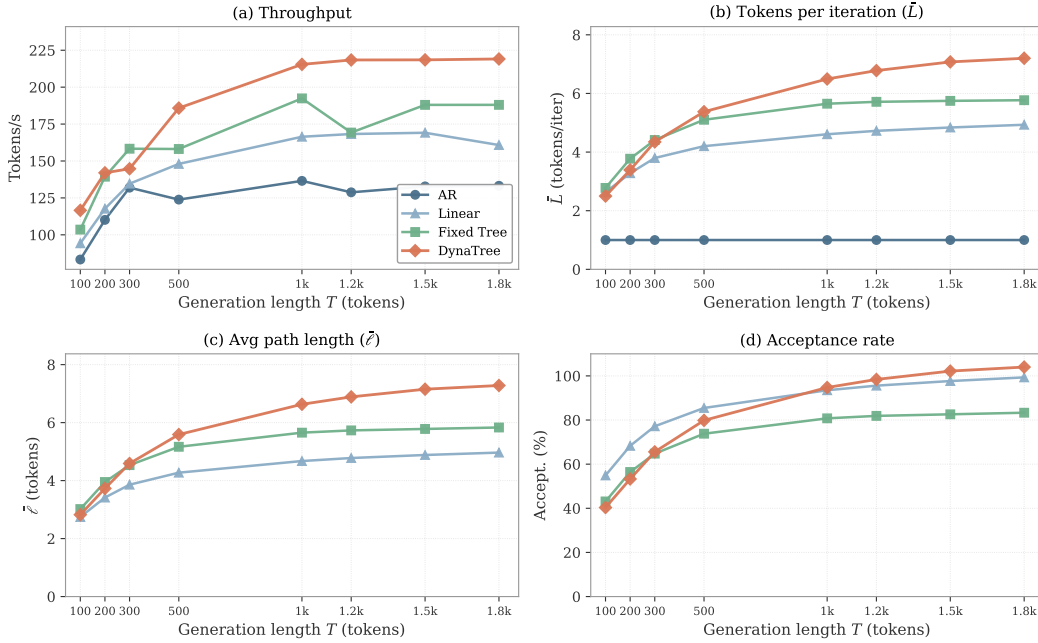 (a) Throughput
Tokens/s
225
200
175
150
125
100
100 200 300 500 1k 1.2k 1.5k 1.8k
Generation length T (tokens)
AR
Linear
Fixed Tree
DynaTree
(b) Tokens per iteration (L̄)
L̄ (tokens/iter)
8
6
4
2
0
100 200 300 500 1k 1.2k 1.5k 1.8k
Generation length T (tokens)
(c) Avg path length (ℓ̄)
ℓ̄ (tokens)
8
6
4
2
0
100 200 300 500 1k 1.2k 1.5k 1.8k
Generation length T (tokens)
(d) Acceptance rate
Accept. (%)
100
80
60
40
20
0
100 200 300 500 1k 1.2k 1.5k 1.8k
Generation length T (tokens)